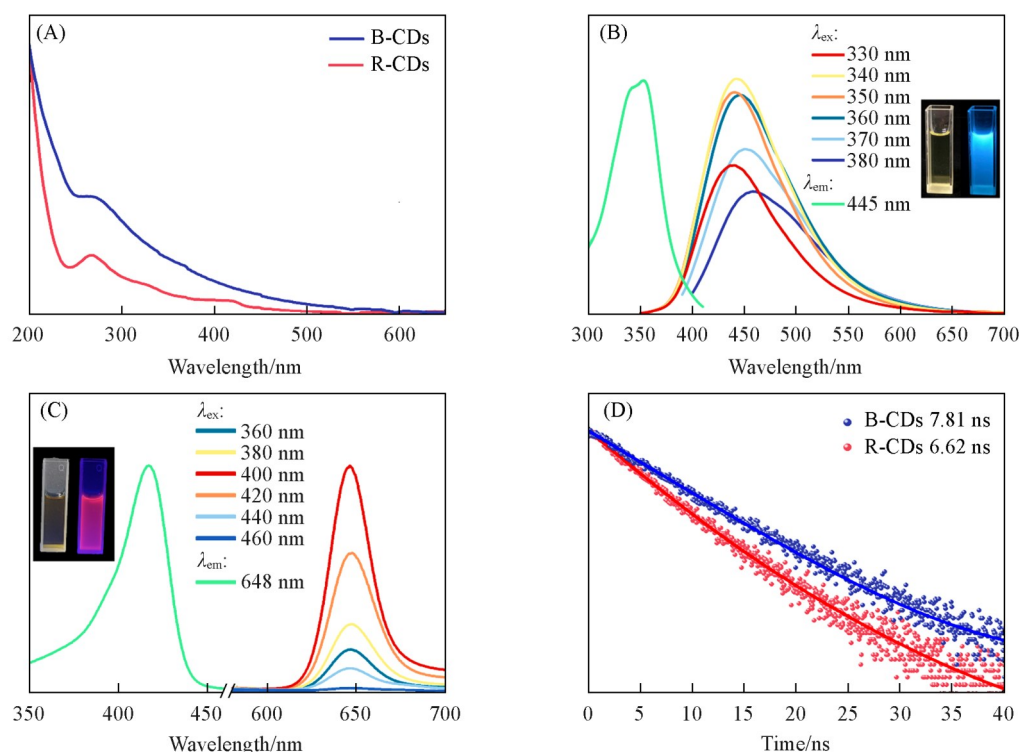 (A)
B-CDs
R-CDs
200 300 400 500 600
Wavelength/nm
(B)
λex:
330 nm
340 nm
350 nm
360 nm
370 nm
380 nm
λem:
445 nm
300 350 400 450 500 550 600 650 700
Wavelength/nm
(C)
λex:
360 nm
380 nm
400 nm
420 nm
440 nm
460 nm
λem:
648 nm
400 450 600 650 700
Wavelength/nm
(D)
B-CDs 7.81 ns
R-CDs 6.62 ns
0 5 10 15 20 25 30 35 40
Time/ns